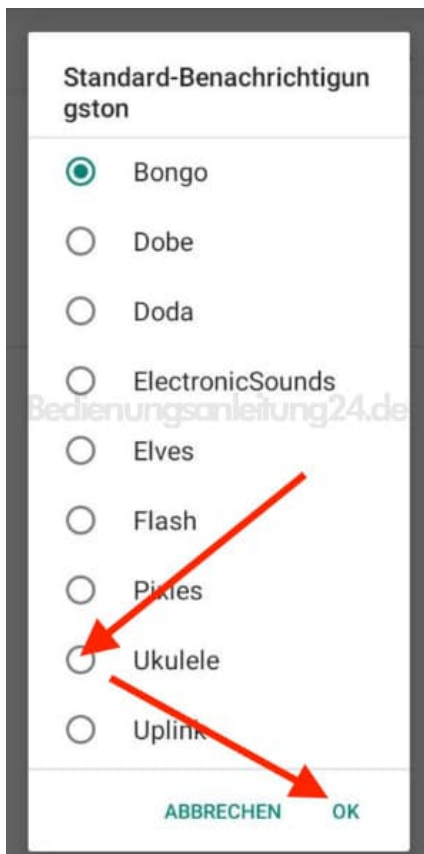 Standard-Benachrichtigun
gston
Bongo
Dobe
Doda
ElectronicSounds
Bedienungsanleitung24.de
Elves
Flash
Pixies
Ukulele
Uplink
ABBRECHEN OK